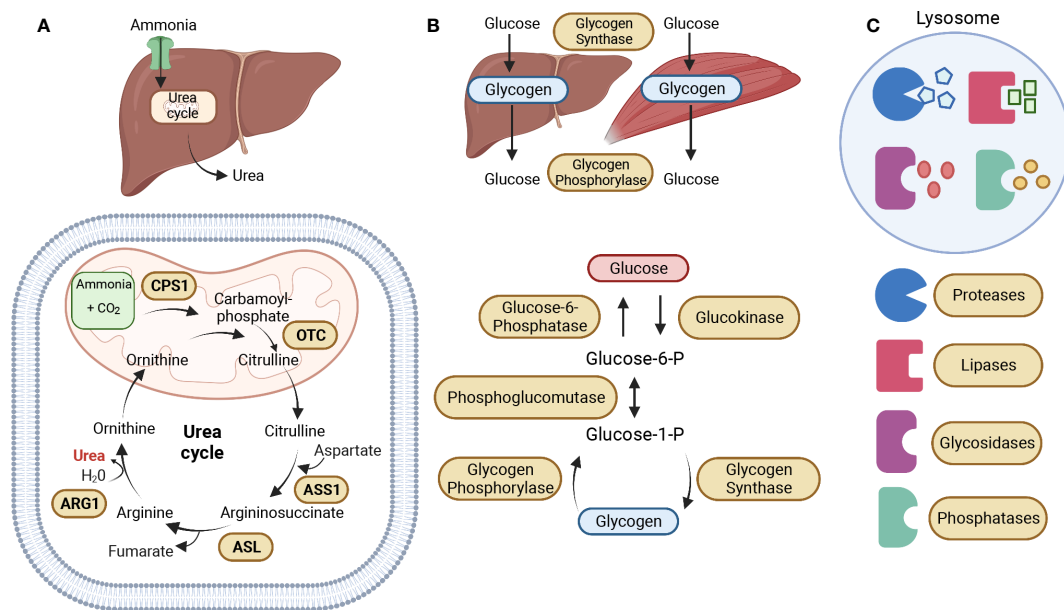 A
Ammonia
Urea
cycle
Urea
Ammonia
+ CO₂
CPS1
Carbamoyl-
phosphate
OTC
Ornithine
Citrulline
Ornithine
Urea
cycle
Citrulline
Urea
H₂0
Aspartate
ARG1
ASS1
Arginine
Argininosuccinate
Fumarate
ASL
B
Glucose
Glycogen
Synthase
Glucose
Glycogen
Glycogen
Glucose
Glycogen
Phosphorylase
Glucose
Glucose
Glucose-6-
Phosphatase
Glucokinase
Glucose-6-P
Phosphoglucomutase
Glucose-1-P
Glycogen
Phosphorylase
Glycogen
Synthase
Glycogen
C
Lysosome
Proteases
Lipases
Glycosidases
Phosphatases